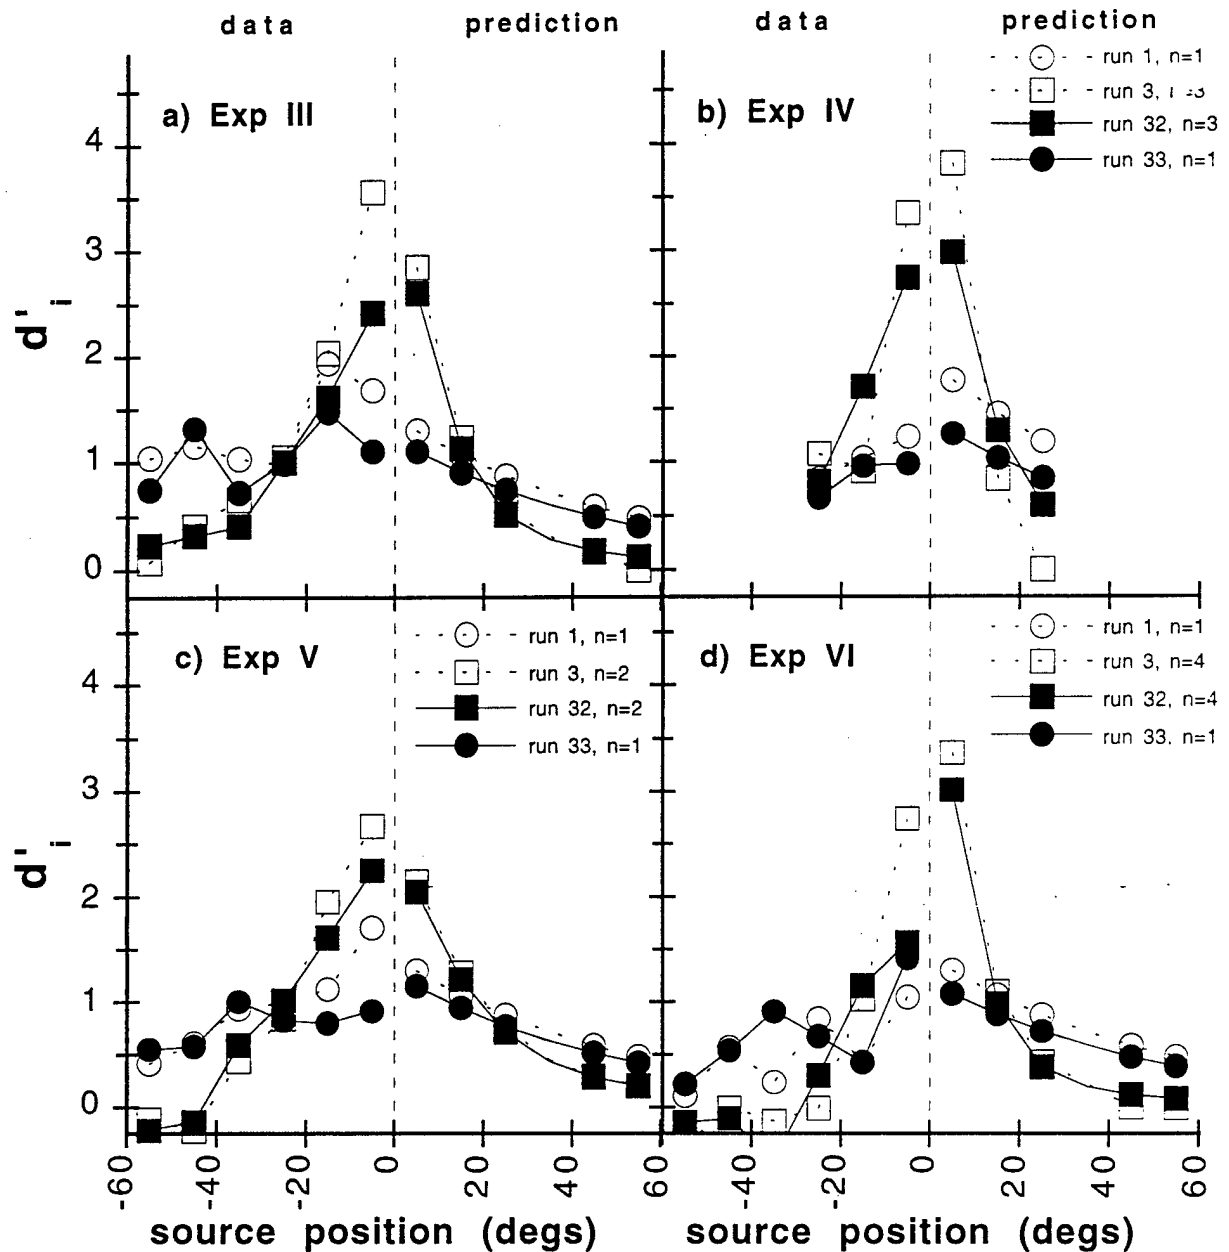 data prediction data prediction
a) Exp III
b) Exp IV
run 1, n=1
run 3,
run 32, n=3
run 33, n=1
4
3
2
1
0
d'i
c) Exp V
run 1, n=1
run 3, n=2
run 32, n=2
run 33, n=1
d) Exp VI
run 1, n=1
run 3, n=4
run 32, n=4
run 33, n=1
4
3
2
1
0
d'i
-60 -40 -20 0 20 40 60 -40 -20 0 20 40 60
source position (degs) source position (degs)